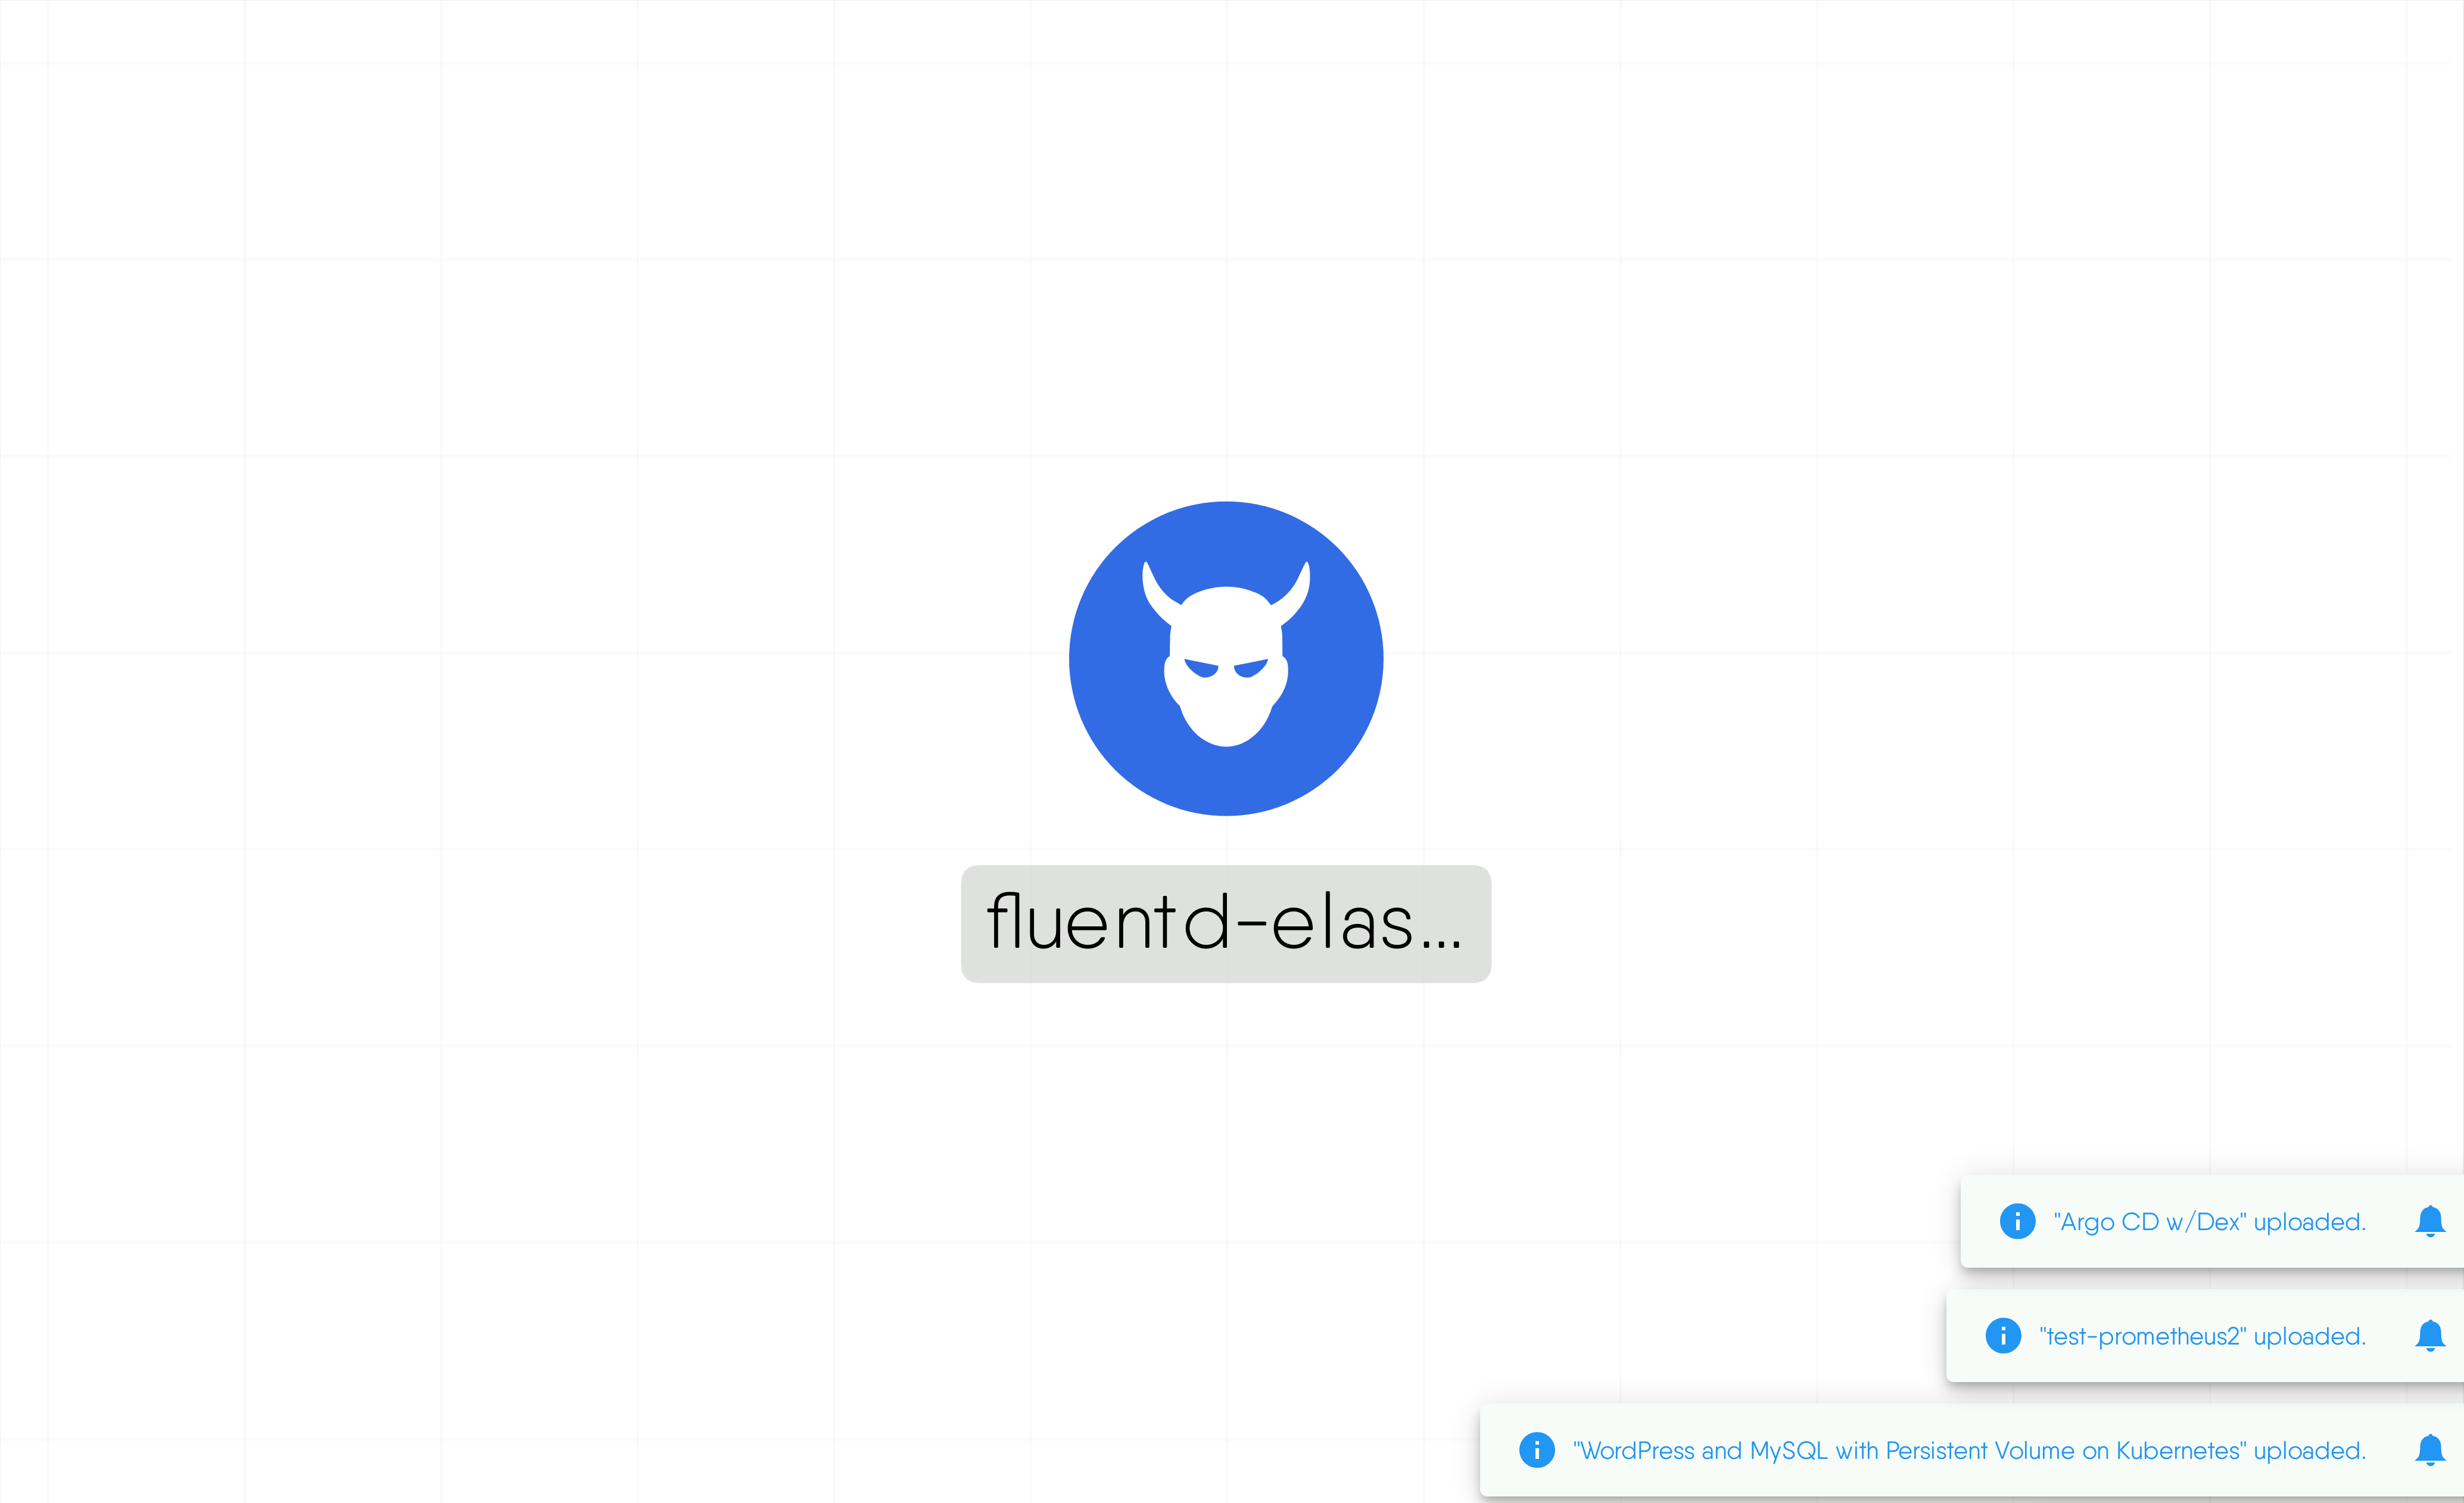 fluentd-elas...
"Argo CD w/Dex" uploaded.
"test-prometheus2" uploaded.
"WordPress and MySQL with Persistent Volume on Kubernetes" uploaded.